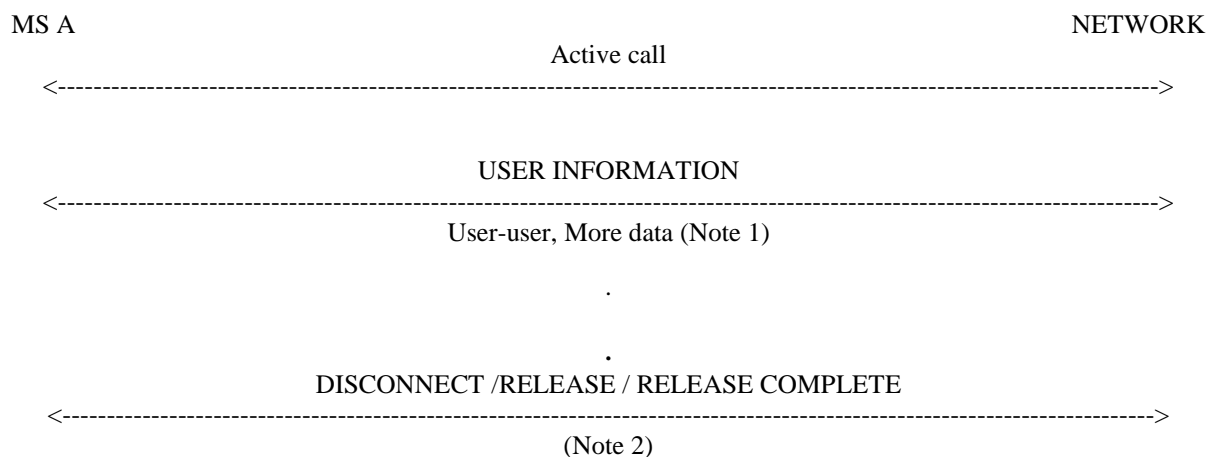 MS A NETWORK
Active call
<------------------------------------------------------------------------------------------------------------------------------>
USER INFORMATION
<------------------------------------------------------------------------------------------------------------------------------>
User-user, More data (Note 1)
.
.
DISCONNECT /RELEASE / RELEASE COMPLETE
<----------------------------------------------------------------------------------------------------------------------------->
(Note 2)